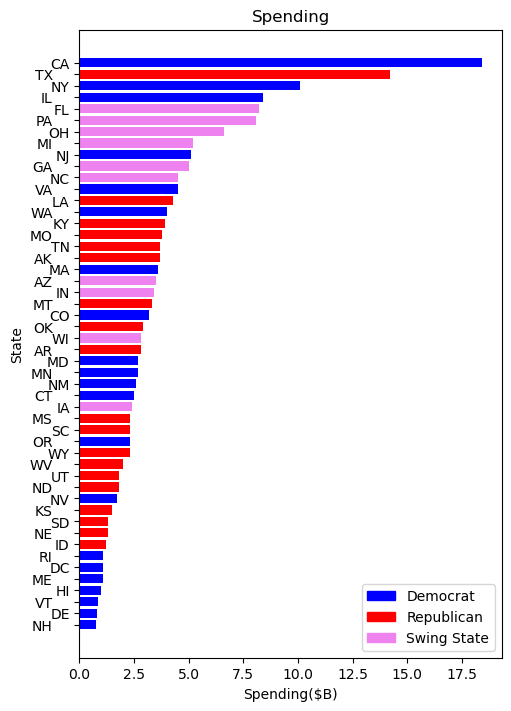 Spending
State
CA
TX
NY
IL
FL
PA
OH
MI
NJ
GA
NC
VA
LA
WA
KY
MO
TN
AK
MA
AZ
IN
MT
CO
OK
WI
AR
MD
MN
NM
CT
IA
MS
SC
OR
WY
WV
UT
ND
NV
KS
SD
NE
ID
RI
DC
ME
HI
VT
DE
NH
Democrat
Republican
Swing State
0.0 2.5 5.0 7.5 10.0 12.5 15.0 17.5
Spending($B)